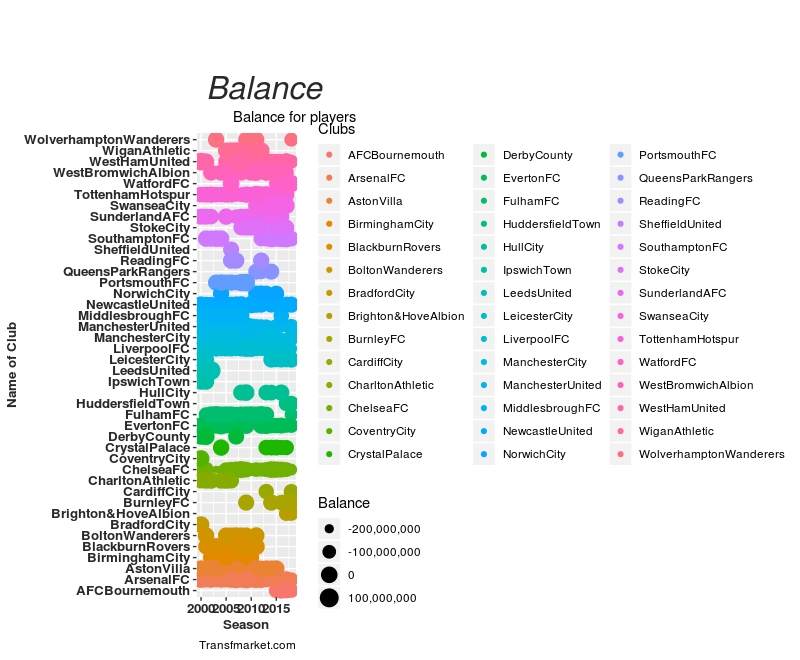 Balance
Balance for players
Clubs
WolverhamptonWanderers
WiganAthletic
WestHamUnited
WestBromwichAlbion
WatfordFC
TottenhamHotspur
SwanseaCity
SunderlandAFC
StokeCity
SouthamptonFC
SheffieldUnited
ReadingFC
QueensParkRangers
PortsmouthFC
NorwichCity
NewcastleUnited
MiddlesbroughFC
ManchesterUnited
ManchesterCity
LiverpoolFC
LeicesterCity
LeedsUnited
IpswichTown
HullCity
HuddersfieldTown
FulhamFC
EvertonFC
DerbyCounty
CrystalPalace
CoventryCity
ChelseaFC
CharltonAthletic
CardiffCity
BurnleyFC
Brighton&HoveAlbion
BradfordCity
BoltonWanderers
BlackburnRovers
BirminghamCity
AstonVilla
ArsenalFC
AFCBournemouth
Name of Club
2000 2005 2010 2015
Season
Transfmarket.com
AFCBournemouth
ArsenalFC
AstonVilla
BirminghamCity
BlackburnRovers
BoltonWanderers
BradfordCity
Brighton&HoveAlbion
BurnleyFC
CardiffCity
CharltonAthletic
ChelseaFC
CoventryCity
CrystalPalace
DerbyCounty
EvertonFC
FulhamFC
HuddersfieldTown
HullCity
IpswichTown
LeedsUnited
LeicesterCity
LiverpoolFC
ManchesterCity
ManchesterUnited
MiddlesbroughFC
NewcastleUnited
NorwichCity
PortsmouthFC
QueensParkRangers
ReadingFC
SheffieldUnited
SouthamptonFC
StokeCity
SunderlandAFC
SwanseaCity
TottenhamHotspur
WatfordFC
WestBromwichAlbion
WestHamUnited
WiganAthletic
WolverhamptonWanderers
Balance
-200,000,000
-100,000,000
0
100,000,000